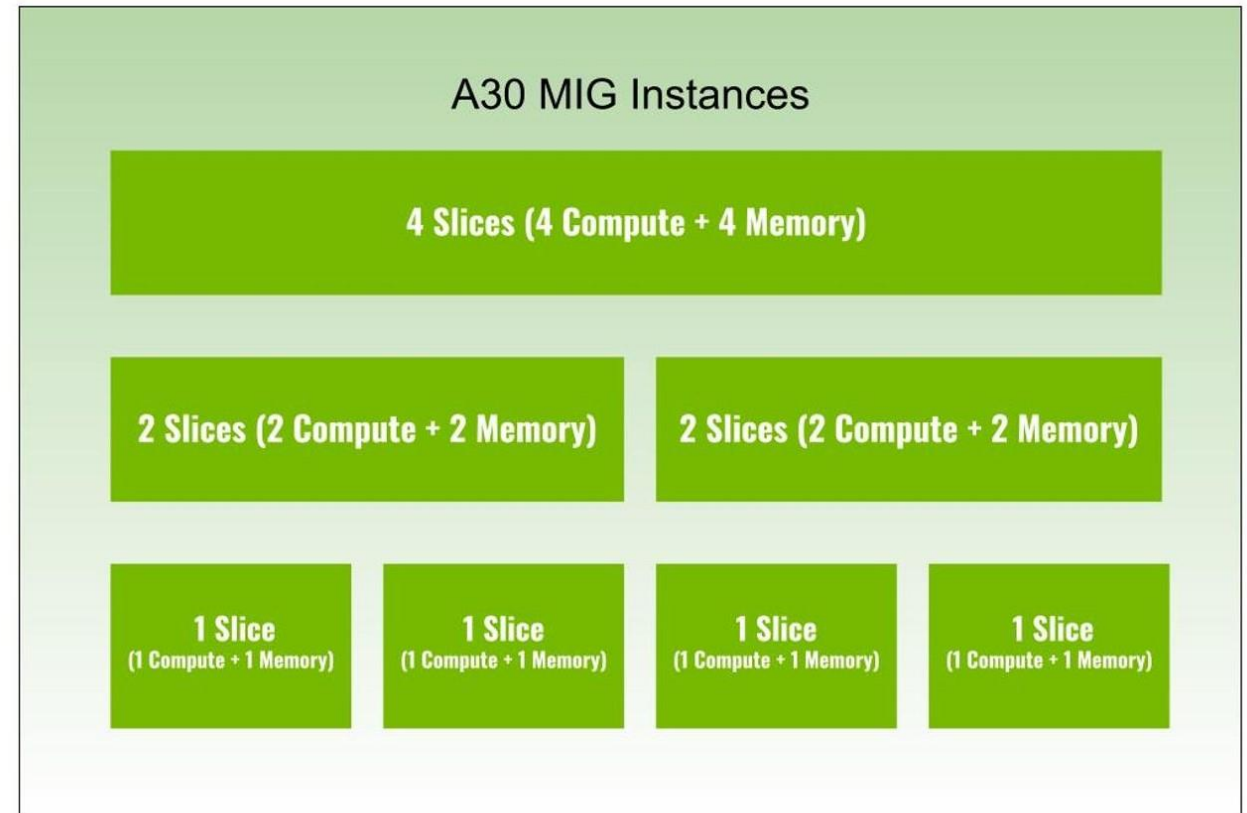 A30 MIG Instances
4 Slices (4 Compute + 4 Memory)
2 Slices (2 Compute + 2 Memory)
2 Slices (2 Compute + 2 Memory)
1 Slice
(1 Compute + 1 Memory)
1 Slice
(1 Compute + 1 Memory)
1 Slice
(1 Compute + 1 Memory)
1 Slice
(1 Compute + 1 Memory)